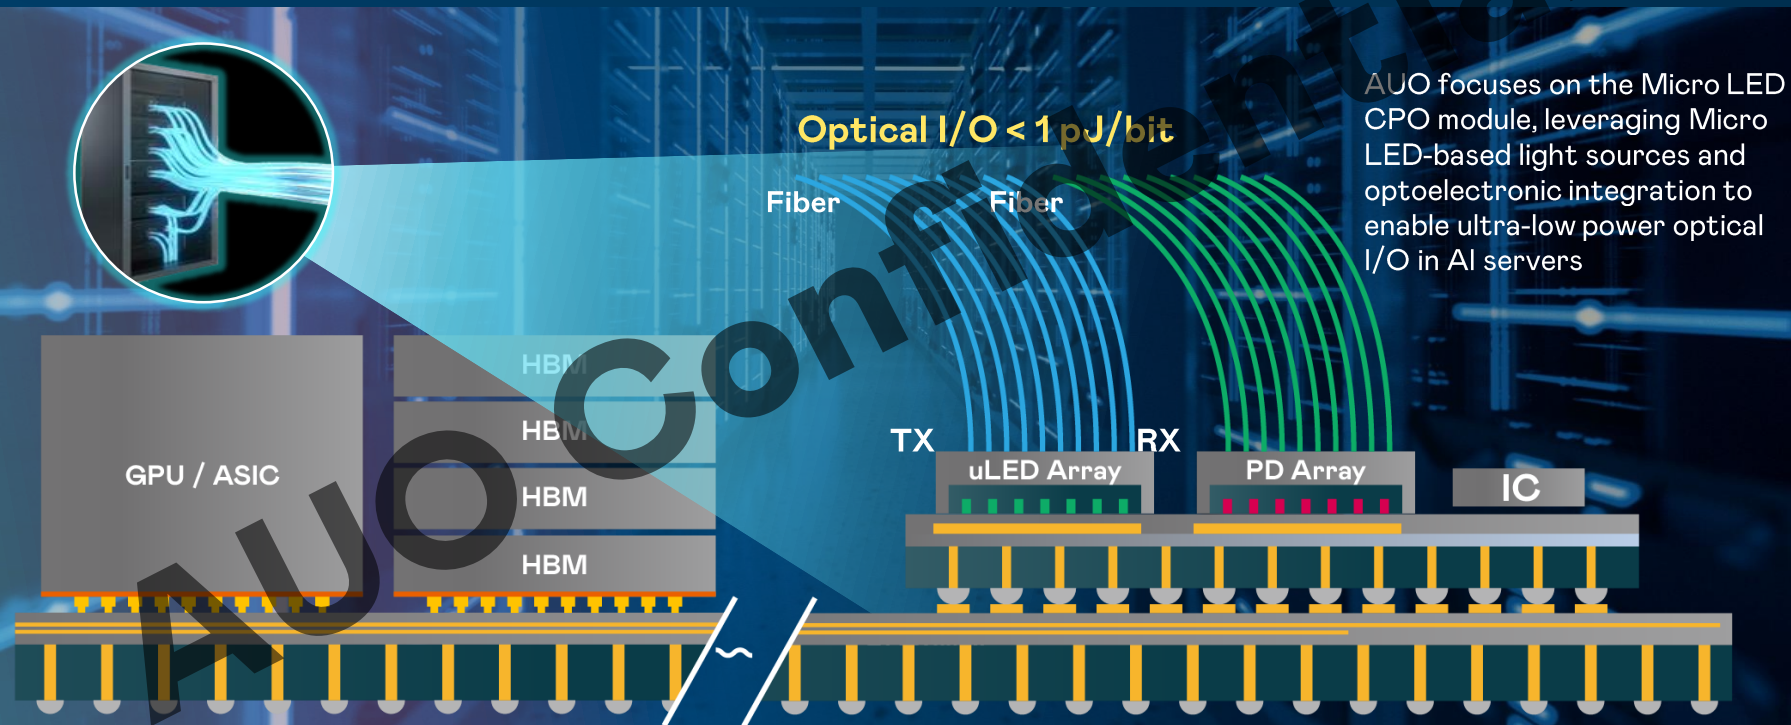 Optical I/O < 1 pJ/bit
AUO focuses on the Micro LED
CPO module, leveraging Micro
LED-based light sources and
optoelectronic integration to
enable ultra-low power optical
I/O in AI servers
Fiber
Fiber
GPU / ASIC
HBM
HBM
HBM
HBM
TX
RX
uLED Array
PD Array
IC
AUO Confidential